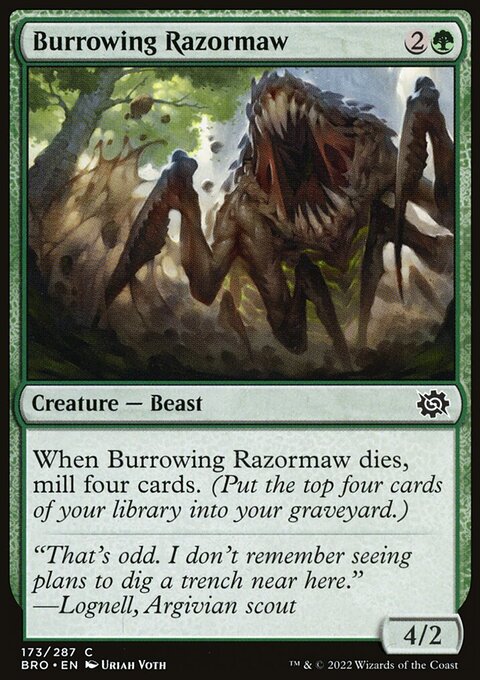 Burrowing Razormaw 2
Creature — Beast
When Burrowing Razormaw dies,
mill four cards. (Put the top four cards
of your library into your graveyard.)
“That’s odd. I don’t remember seeing
plans to dig a trench near here.”
—Lognell, Argivian scout
4/2
173/287 C
BRO • EN Uriah Voth ™ & © 2022 Wizards of the Coast